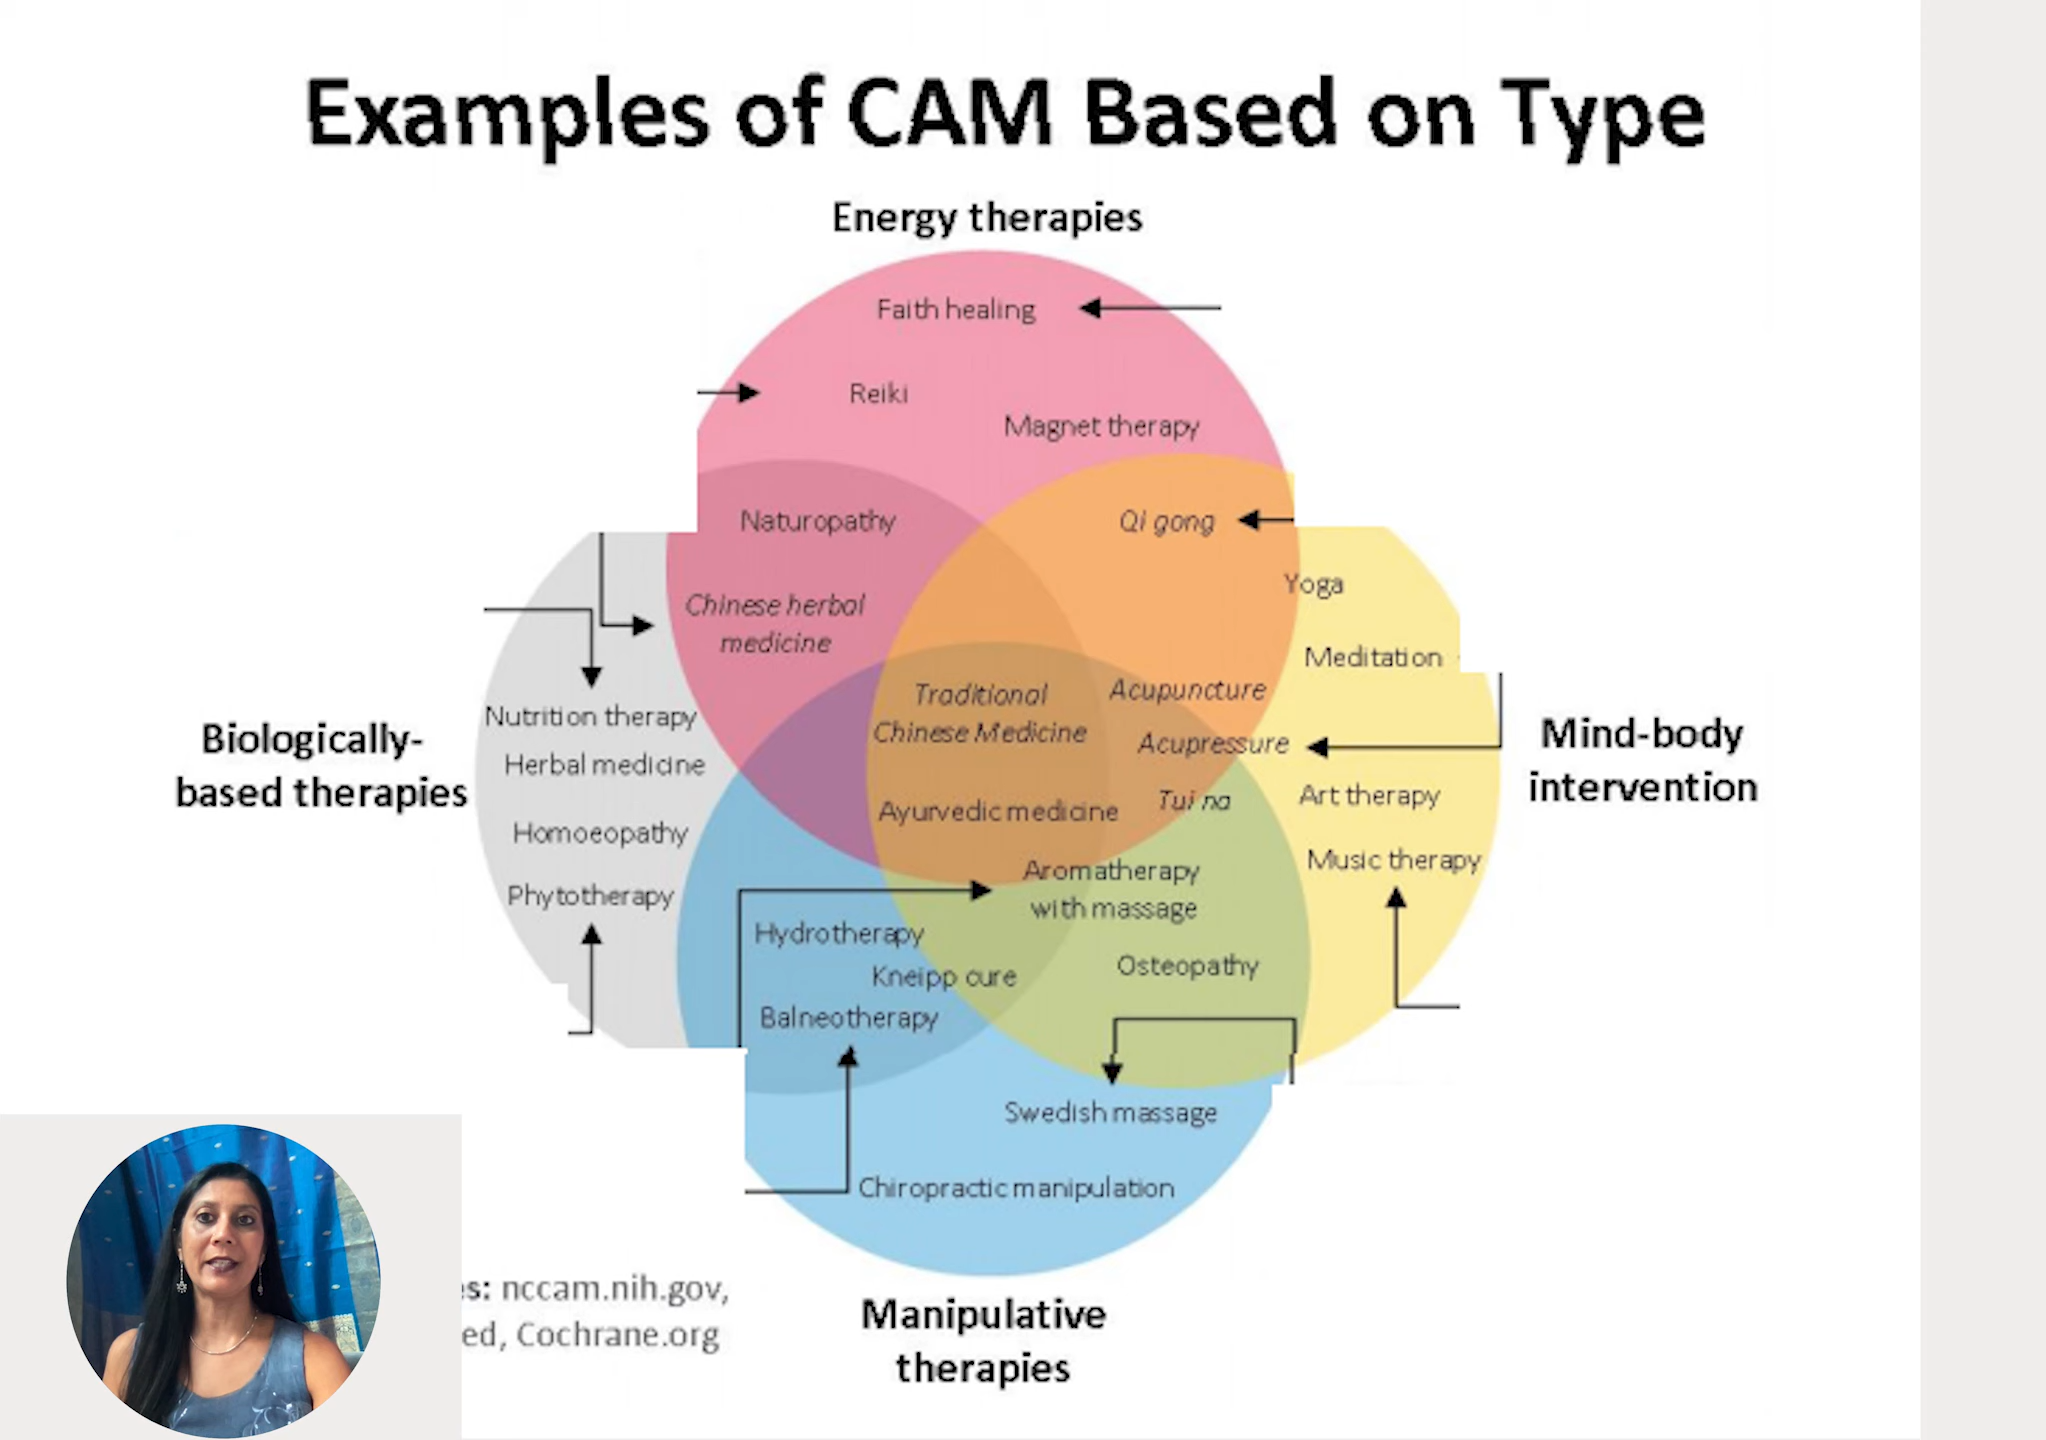 Examples of CAM Based on Type
Energy therapies
Faith healing
Reiki
Magnet therapy
Naturopathy
Qi gong
Chinese herbal
medicine
Yoga
Meditation
Traditional
Chinese Medicine
Acupuncture
Acupressure
Nutrition therapy
Herbal medicine
Biologically-
based therapies
Mind-body
intervention
Ayurvedic medicine
Tui na
Art therapy
Homoeopathy
Music therapy
Phytotherapy
Aromatherapy
with massage
Hydrotherapy
Kneipp cure
Osteopathy
Balneotherapy
Swedish massage
Chiropractic manipulation
es: nccam.nih.gov,
ed, Cochrane.org
Manipulative
therapies